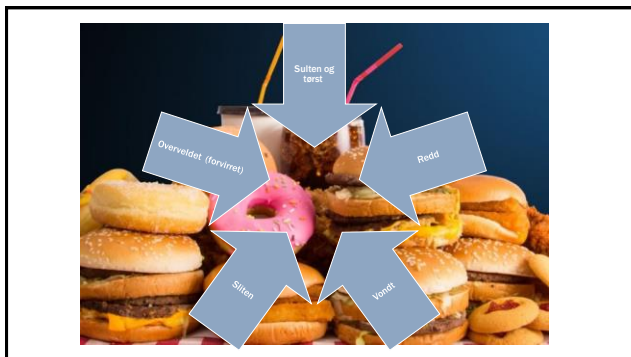 Sulten og
tørst
Overveldet (forvirret)
Redd
Sliten
Vondt